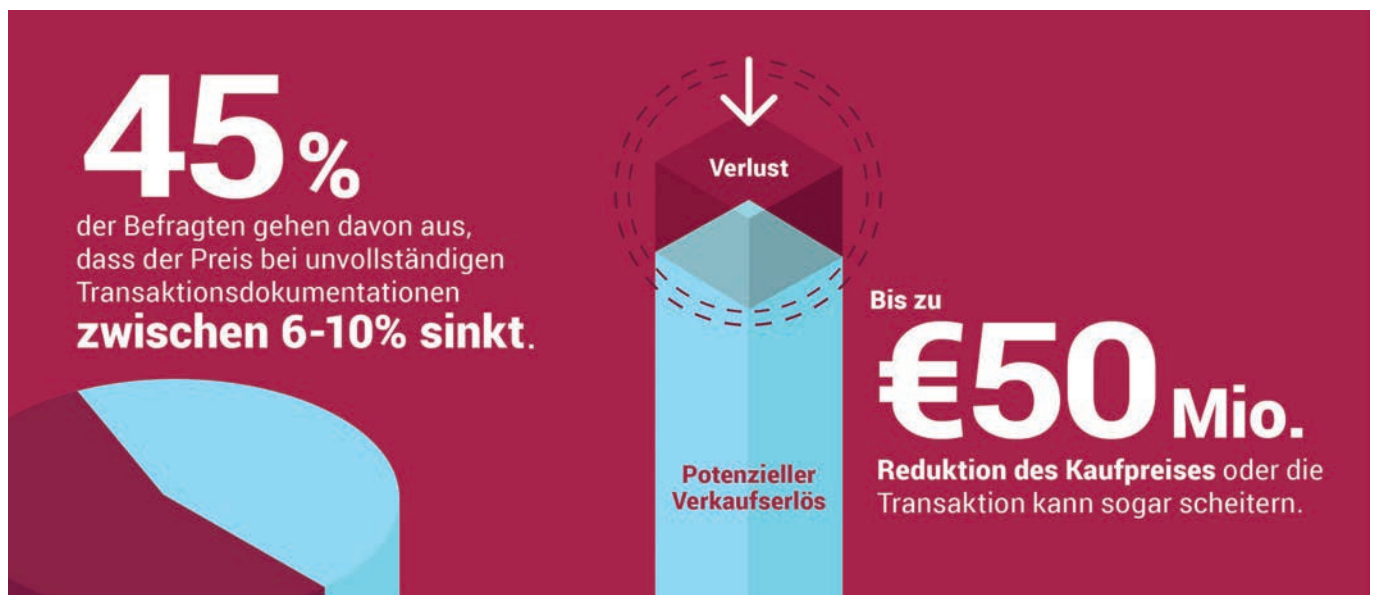 45%
der Befragten gehen davon aus,
dass der Preis bei unvollständigen
Transaktionsdokumentationen
zwischen 6-10% sinkt.
Verlust
Potenzieller
Verkaufserlös
Bis zu
€50 Mio.
Reduktion des Kaufpreises oder die
Transaktion kann sogar scheitern.